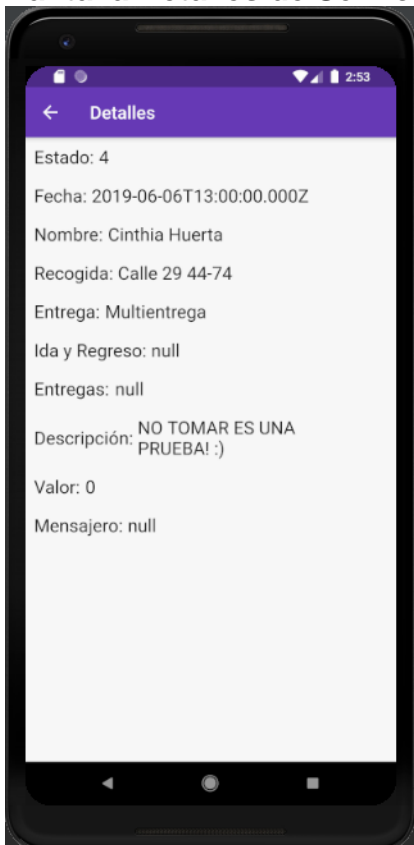 2:53
Detalles
Estado: 4
Fecha: 2019-06-06T13:00:00.000Z
Nombre: Cinthia Huerta
Recogida: Calle 29 44-74
Entrega: Multientrega
Ida y Regreso: null
Entregas: null
Descripción: NO TOMAR ES UNA
PRUEBA! :)
Valor: 0
Mensajero: null